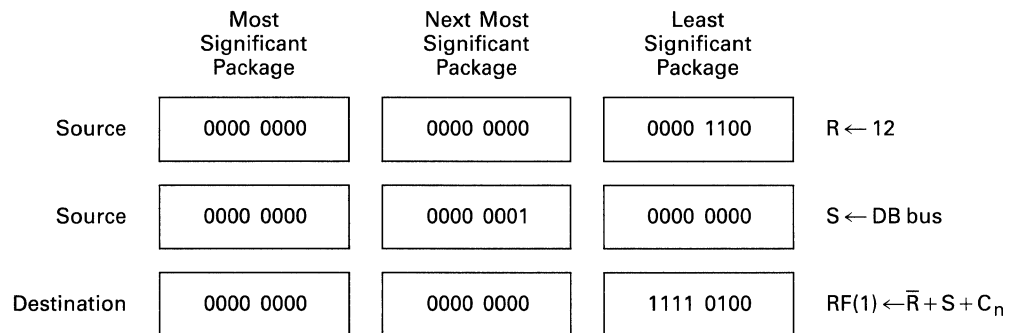 Most Significant Package
Next Most Significant Package
Least Significant Package
Source 0000 0000 0000 0000 0000 1100 R ← 12
Source 0000 0000 0000 0001 0000 0000 S ← DB bus
Destination 0000 0000 0000 0000 1111 0100 RF(1) ← R̅ + S + Cn